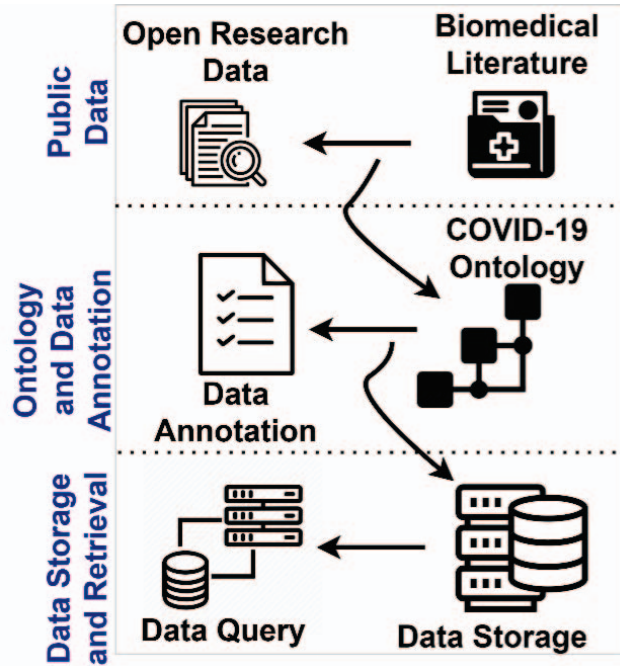 Public
Data
Open Research
Data
Biomedical
Literature
Ontology
and Data
Annotation
COVID-19
Ontology
Data
Annotation
Data Storage
and Retrieval
Data Query
Data Storage